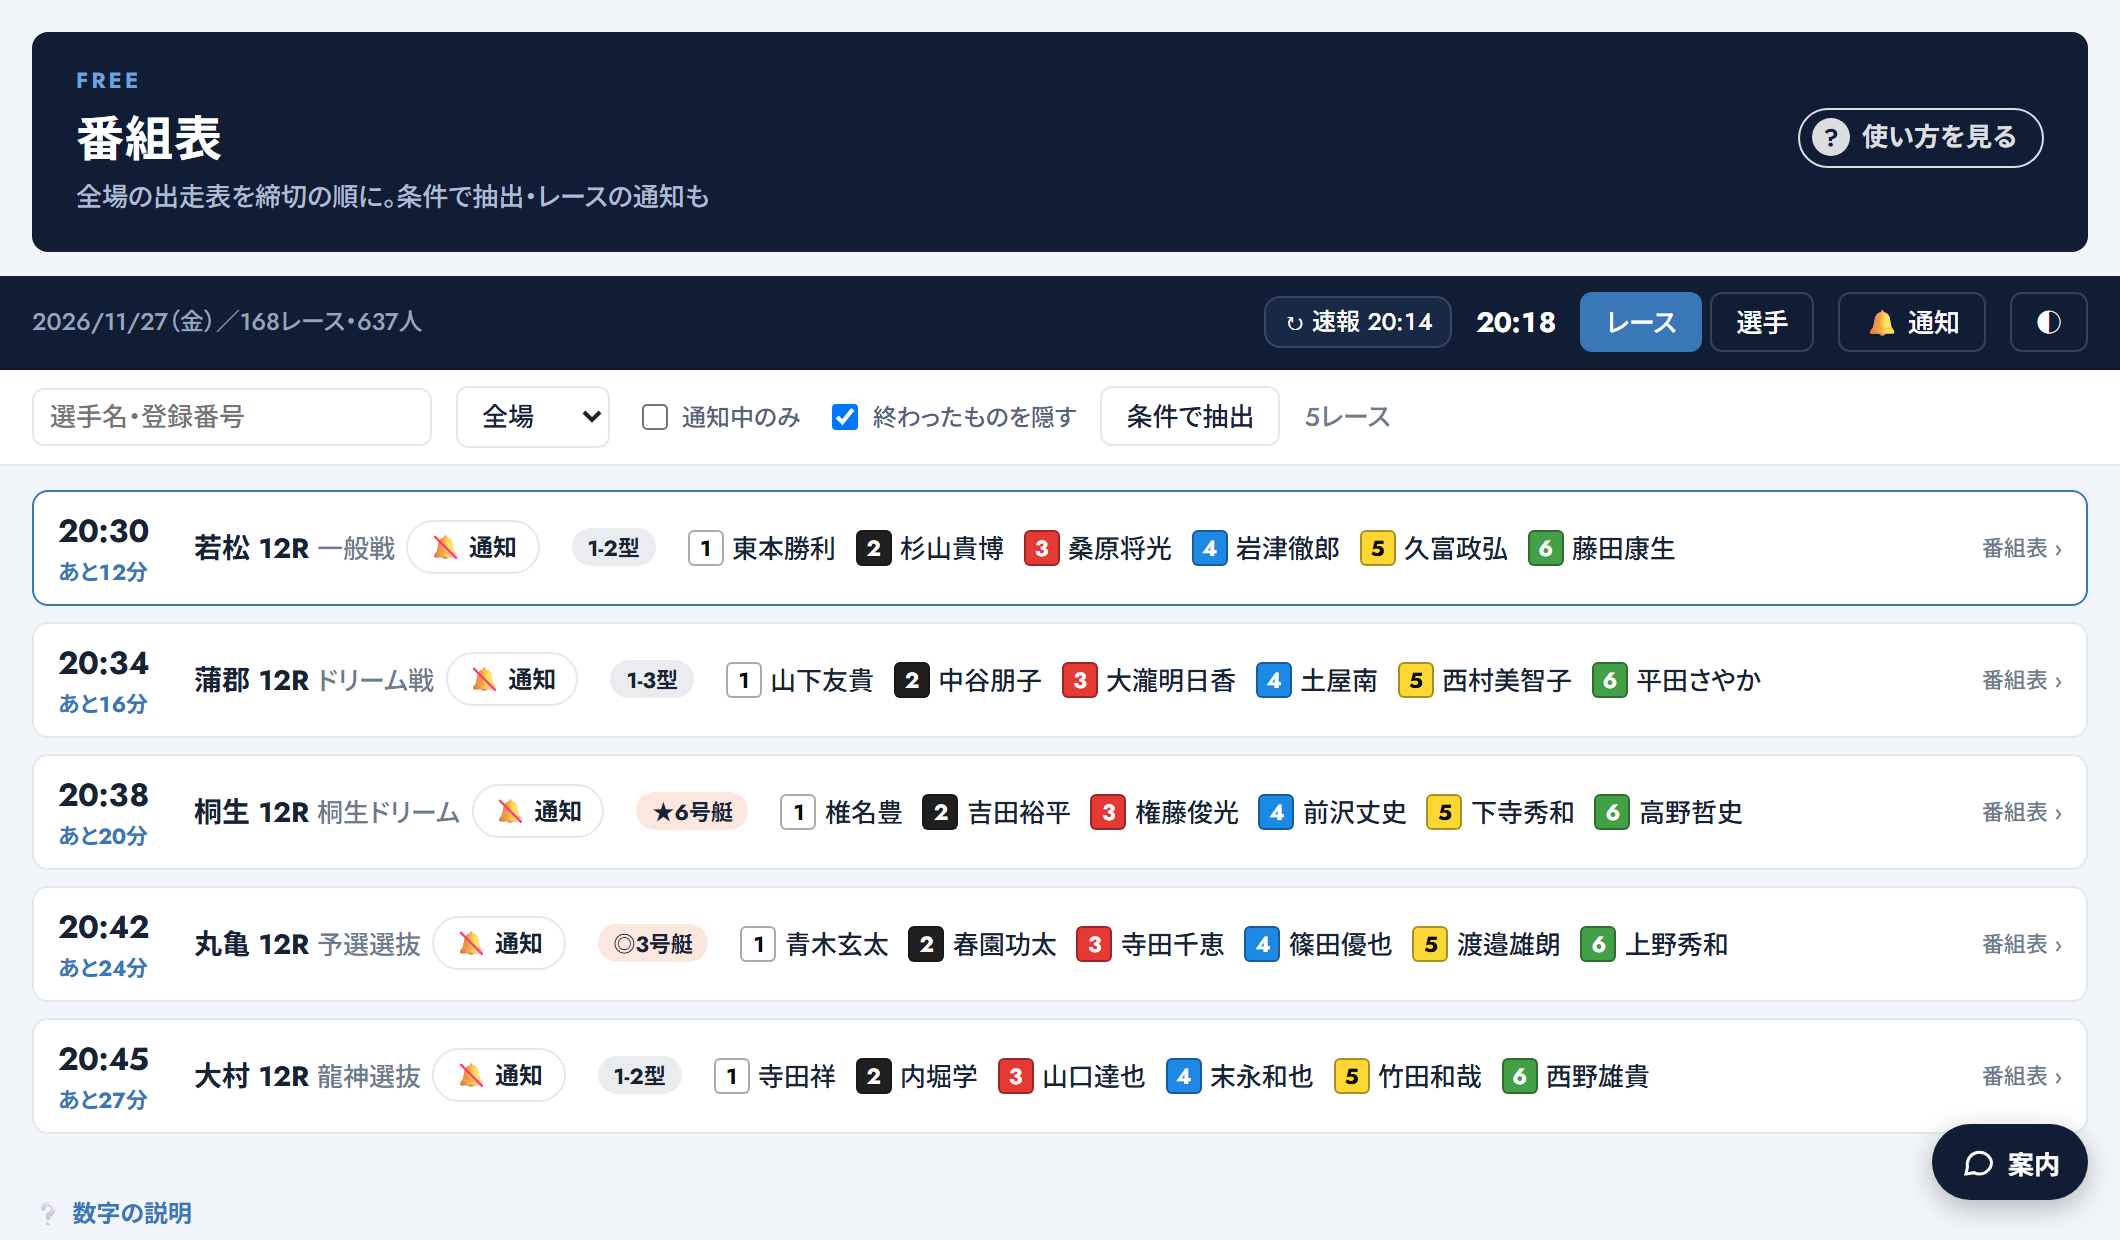 FREE
番組表
全場の出走表を締切の順に。条件で抽出・レースの通知も
? 使い方を見る
2026/11/27(金)／168レース・637人
↻ 速報 20:14
20:18
レース
選手
通知
選手名・登録番号
全場
通知中のみ
終わったものを隠す
条件で抽出
5レース
20:30
あと12分
若松 12R 一般戦 通知 1-2型 1 東本勝利 2 杉山貴博 3 桑原将光 4 岩津徹郎 5 久富政弘 6 藤田康生 番組表 ›
20:34
あと16分
蒲郡 12R ドリーム戦 通知 1-3型 1 山下友貴 2 中谷朋子 3 大瀧明日香 4 土屋南 5 西村美智子 6 平田さやか 番組表 ›
20:38
あと20分
桐生 12R 桐生ドリーム 通知 ★6号艇 1 椎名豊 2 吉田裕平 3 権藤俊光 4 前沢丈史 5 下寺秀和 6 高野哲史 番組表 ›
20:42
あと24分
丸亀 12R 予選選抜 通知 ◎3号艇 1 青木玄太 2 春園功太 3 寺田千恵 4 篠田優也 5 渡邉雄朗 6 上野秀和 番組表 ›
20:45
あと27分
大村 12R 龍神選抜 通知 1-2型 1 寺田祥 2 内堀学 3 山口達也 4 末永和也 5 竹田和哉 6 西野雄貴 番組表 ›
案内
? 数字の説明